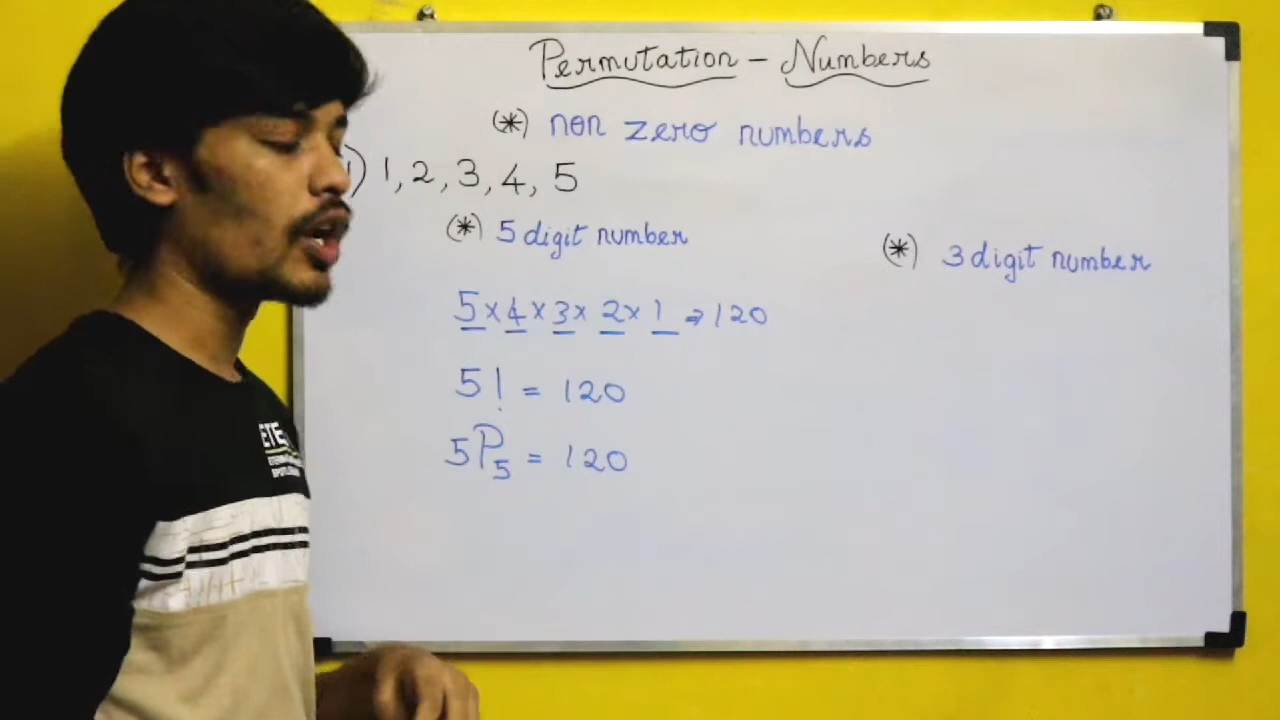 Permutation - Numbers
(*) non zero numbers
1) 1, 2, 3, 4, 5
(*) 5 digit number
(*) 3 digit number
5 x 4 x 3 x 2 x 1 ⇒ 120
5! = 120
5P₅ = 120